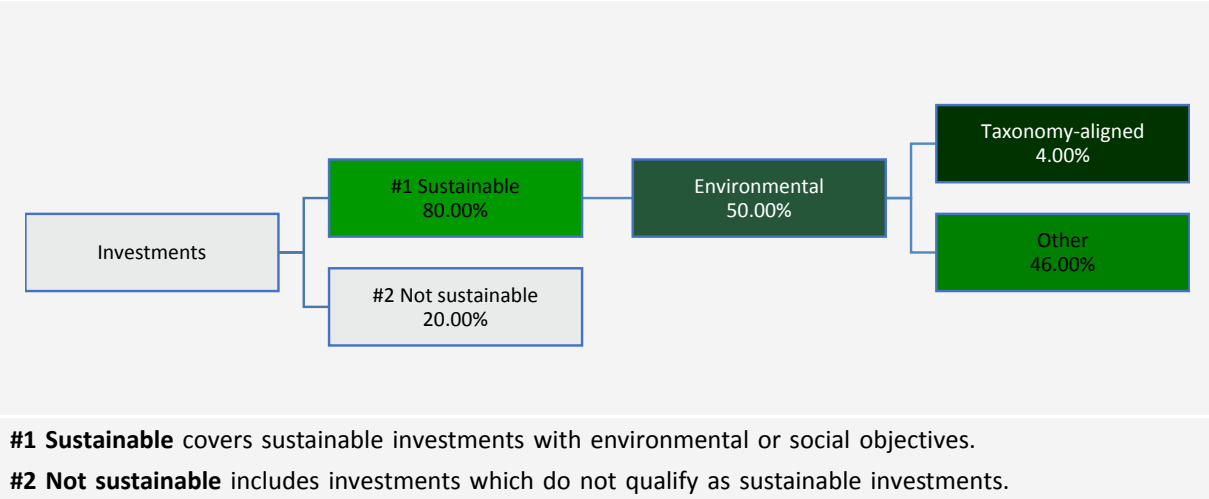 Investments
#1 Sustainable
80.00%
#2 Not sustainable
20.00%
Environmental
50.00%
Taxonomy-aligned
4.00%
Other
46.00%
#1 Sustainable covers sustainable investments with environmental or social objectives.
#2 Not sustainable includes investments which do not qualify as sustainable investments.